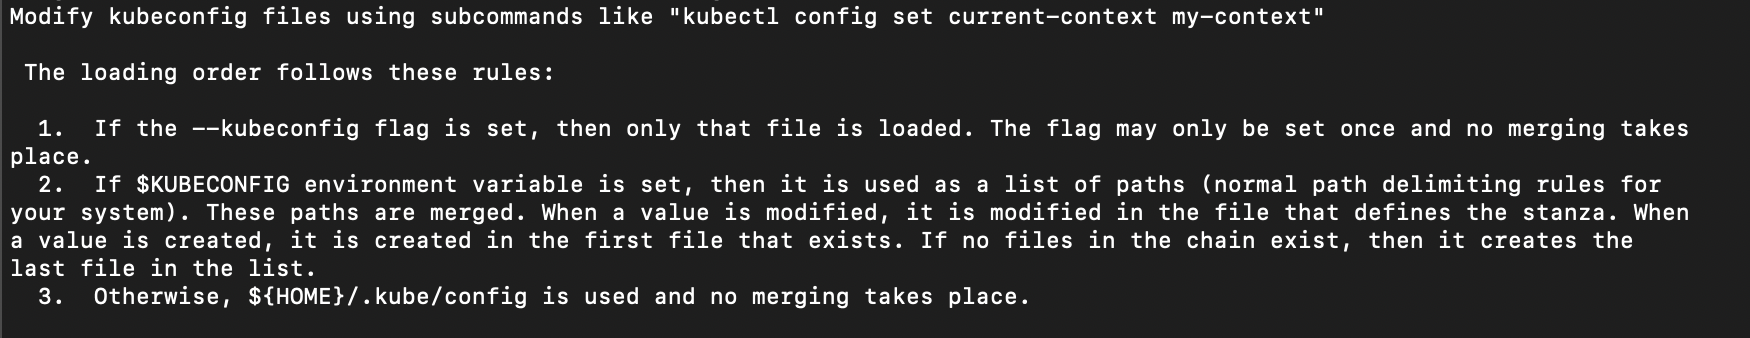 Modify kubeconfig files using subcommands like "kubectl config set current-context my-context"
The loading order follows these rules:
1. If the --kubeconfig flag is set, then only that file is loaded. The flag may only be set once and no merging takes
place.
2. If $KUBECONFIG environment variable is set, then it is used as a list of paths (normal path delimiting rules for
your system). These paths are merged. When a value is modified, it is modified in the file that defines the stanza. When
a value is created, it is created in the first file that exists. If no files in the chain exist, then it creates the
last file in the list.
3. Otherwise, ${HOME}/.kube/config is used and no merging takes place.